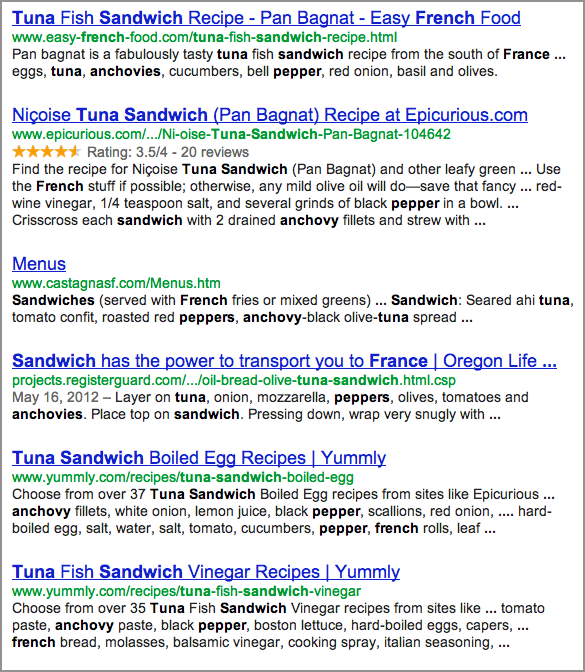 Tuna Fish Sandwich Recipe - Pan Bagnat - Easy French Food
www.easy-french-food.com/tuna-fish-sandwich-recipe.html
Pan bagnat is a fabulously tasty tuna fish sandwich recipe from the south of France ...
eggs, tuna, anchovies, cucumbers, bell pepper, red onion, basil and olives.
Niçoise Tuna Sandwich (Pan Bagnat) Recipe at Epicurious.com
www.epicurious.com/.../Ni-oise-Tuna-Sandwich-Pan-Bagnat-104642
Rating: 3.5/4 - 20 reviews
Find the recipe for Niçoise Tuna Sandwich (Pan Bagnat) and other leafy green ... Use
the French stuff if possible; otherwise, any mild olive oil will do—save that fancy ... red-
wine vinegar, 1/4 teaspoon salt, and several grinds of black pepper in a bowl. ...
Crisscross each sandwich with 2 drained anchovy fillets and strew with ...
Menus
www.castagnasf.com/Menus.htm
Sandwiches (served with French fries or mixed greens) ... Sandwich: Seared ahi tuna,
tomato confit, roasted red peppers, anchovy-black olive-tuna spread ...
Sandwich has the power to transport you to France | Oregon Life ...
projects.registerguard.com/.../oil-bread-olive-tuna-sandwich.html.csp
May 16, 2012 – Layer on tuna, onion, mozzarella, peppers, olives, tomatoes and
anchovies. Place top on sandwich. Pressing down, wrap very snugly with ...
Tuna Sandwich Boiled Egg Recipes | Yummly
www.yummly.com/recipes/tuna-sandwich-boiled-egg
Choose from over 37 Tuna Sandwich Boiled Egg recipes from sites like Epicurious ...
anchovy fillets, white onion, lemon juice, black pepper, scallions, red onion, .... hard-
boiled egg, salt, water, salt, tomato, cucumbers, pepper, french rolls, leaf ...
Tuna Fish Sandwich Vinegar Recipes | Yummly
www.yummly.com/recipes/tuna-fish-sandwich-vinegar
Choose from over 35 Tuna Fish Sandwich Vinegar recipes from sites like ... tomato
paste, anchovy paste, black pepper, boston lettuce, hard-boiled eggs, capers, ...
french bread, molasses, balsamic vinegar, cooking spray, italian seasoning, ...